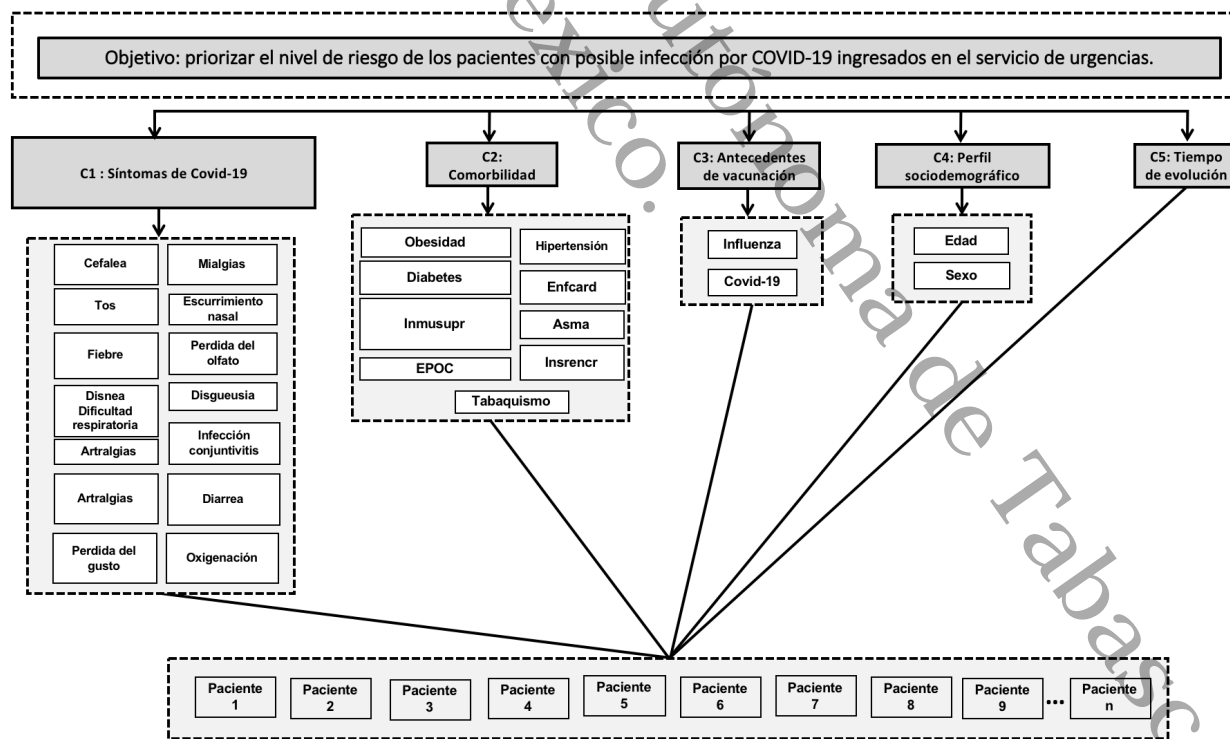 Objetivo: priorizar el nivel de riesgo de los pacientes con posible infección por COVID-19 ingresados en el servicio de urgencias.
C1 : Síntomas de Covid-19
C2:
Comorbilidad
C3: Antecedentes
de vacunación
C4: Perfil
sociodemográfico
C5: Tiempo
de evolución
Cefalea
Mialgias
Tos
Escurrimiento
nasal
Fiebre
Perdida del
olfato
Disnea
Dificultad
respiratoria
Disgueusia
Artralgias
Infección
conjuntivitis
Artralgias
Diarrea
Perdida del
gusto
Oxigenación
Obesidad
Hipertensión
Diabetes
Enfcard
Inmusupr
Asma
EPOC
Insrencr
Tabaquismo
Influenza
Covid-19
Edad
Sexo
Paciente
1
Paciente
2
Paciente
3
Paciente
4
Paciente
5
Paciente
6
Paciente
7
Paciente
8
Paciente
9
...
Paciente
n
utónoma de Tabasc
exico.